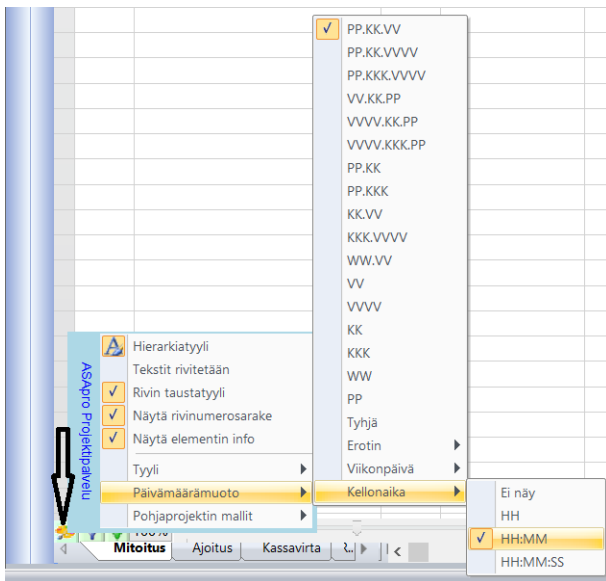 PP.KK.VV
PP.KK.VVVV
PP.KKK.VVVV
VV.KK.PP
VVVV.KK.PP
VVVV.KKK.PP
PP.KK
PP.KKK
KK.VV
KKK.VVVV
WW.VV
VV
VVVV
KK
KKK
WW
PP
Tyhjä
Erotin
Viikonpäivä
Kellonaika
ASApro Projektipalvelu
Hierarkiatyyli
Tekstit rivitetään
Rivin taustatyyli
Näytä rivinumerosarake
Näytä elementin info
Tyyli
Päivämäärämuoto
Pohjaprojektin mallit
Ei näy
HH
HH:MM
HH:MM:SS
100%
Mitoitus Ajoitus Kassavirta